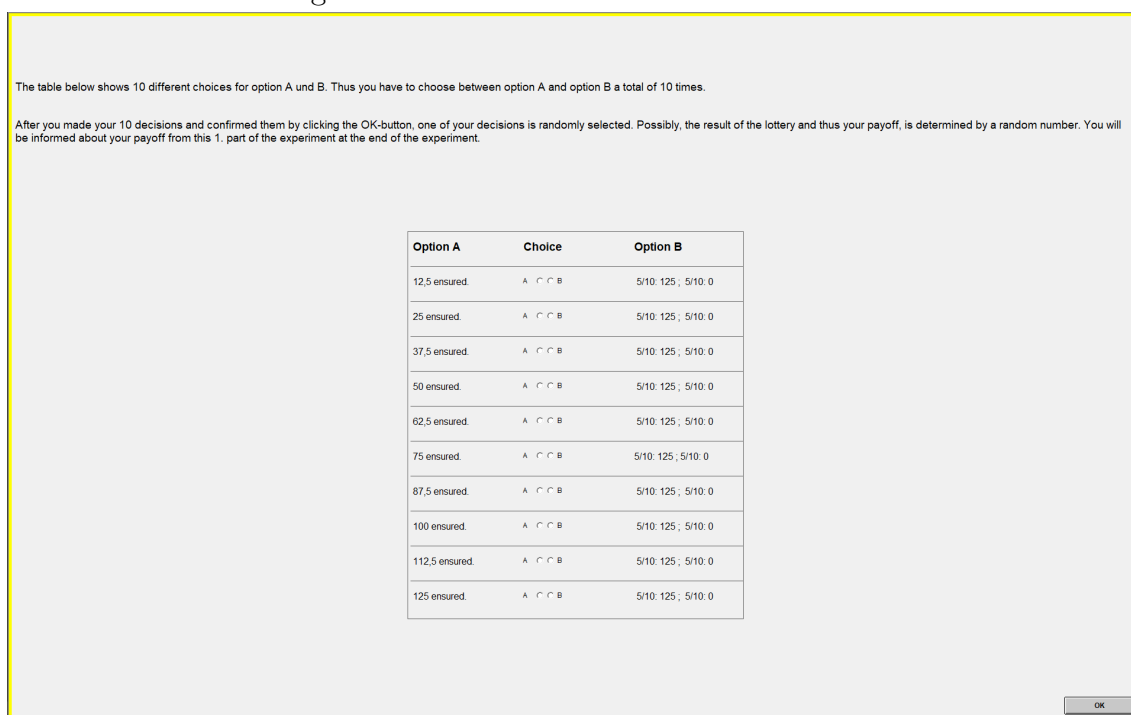 The table below shows 10 different choices for option A und B. Thus you have to choose between option A and option B a total of 10 times.
After you made your 10 decisions and confirmed them by clicking the OK-button, one of your decisions is randomly selected. Possibly, the result of the lottery and thus your payoff, is determined by a random number. You will
be informed about your payoff from this 1. part of the experiment at the end of the experiment.
Option A Choice Option B
12,5 ensured. A B 5/10: 125 ; 5/10: 0
25 ensured. A B 5/10: 125 ; 5/10: 0
37,5 ensured. A B 5/10: 125 ; 5/10: 0
50 ensured. A B 5/10: 125 ; 5/10: 0
62,5 ensured. A B 5/10: 125 ; 5/10: 0
75 ensured. A B 5/10: 125 ; 5/10: 0
87,5 ensured. A B 5/10: 125 ; 5/10: 0
100 ensured. A B 5/10: 125 ; 5/10: 0
112,5 ensured. A B 5/10: 125 ; 5/10: 0
125 ensured. A B 5/10: 125 ; 5/10: 0
OK